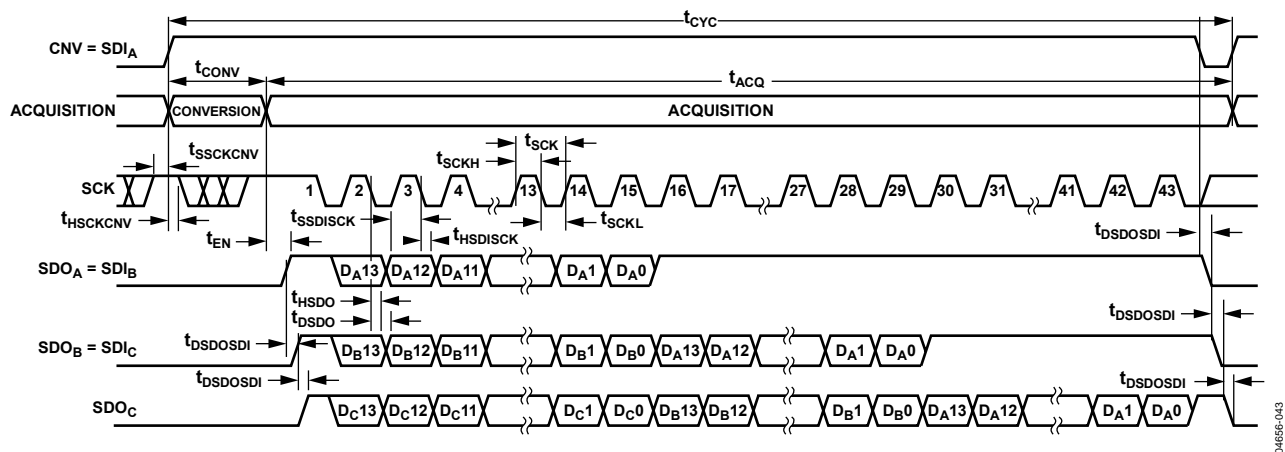 tCYC
CNV = SDIA
tCONV
tACQ
ACQUISITION CONVERSION ACQUISITION
tSSCKCNV
tSCK
tSCKH
SCK 1 2 3 4 13 14 15 16 17 27 28 29 30 31 41 42 43
tHSCKCNV
tSSDISCK
tHSDISCK
tSCKL
tEN
tDSDOSDI
SDOA = SDIB DA13 DA12 DA11 DA1 DA0
tHSDO
tDSDO
tDSDOSDI
tDSDOSDI
SDOB = SDIC DB13 DB12 DB11 DB1 DB0 DA13 DA12 DA1 DA0
tDSDOSDI
tDSDOSDI
SDOC DC13 DC12 DC11 DC1 DC0 DB13 DB12 DB1 DB0 DA13 DA12 DA1 DA0
04656-043